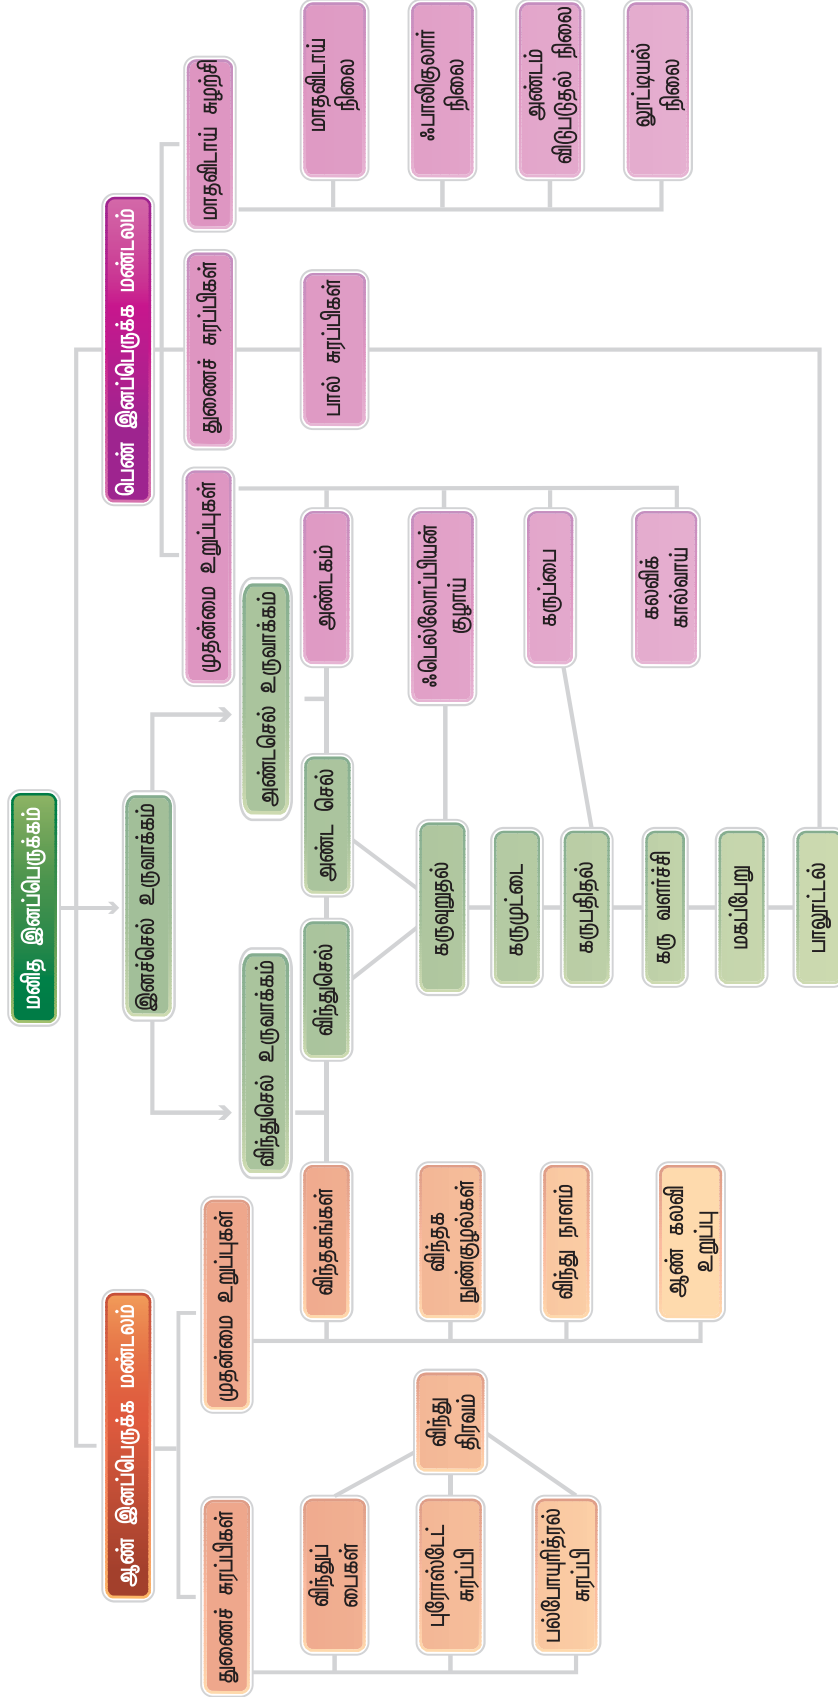 மனித இனப்பெருக்கம்
ஆண் இனப்பெருக்க மண்டலம்
இனச்செல் உருவாக்கம்
பெண் இனப்பெருக்க மண்டலம்
துணைச் சுரப்பிகள்
முதன்மை உறுப்புகள்
முதன்மை உறுப்புகள்
துணைச் சுரப்பிகள்
மாதவிடாய் சுழற்சி
விந்துசெல் உருவாக்கம்
அண்டசெல் உருவாக்கம்
விந்துப்
பைகள்
விந்தகங்கள்
விந்துசெல்
அண்ட செல்
அண்டகம்
பால் சுரப்பிகள்
மாதவிடாய்
நிலை
புரோஸ்டேட்
சுரப்பி
விந்து
திரவம்
விந்தக
நுண்குழல்கள்
கருவுறுதல்
ஃபெல்லோப்பியன்
குழாய்
ஃபாலிகுலார்
நிலை
பல்போயுரித்ரல்
சுரப்பி
விந்து நாளம்
கருமுட்டை
கருபதிதல்
கருப்பை
அண்டம்
விடுபடுதல் நிலை
ஆண் கலவி
உறுப்பு
கரு வளர்ச்சி
கலவிக்
கால்வாய்
லூட்டியல்
நிலை
மகப்பேறு
பாலூட்டல்